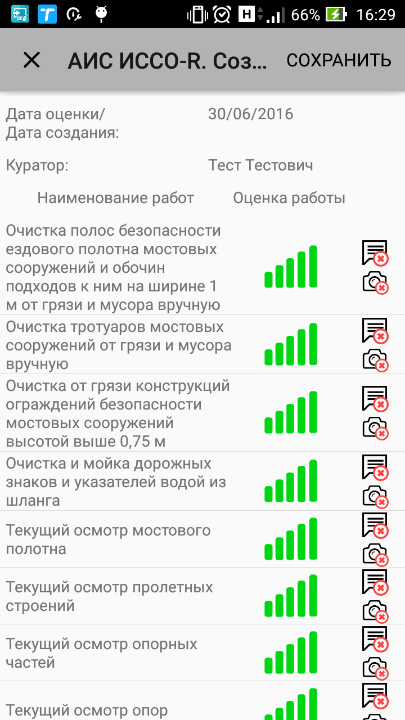 66% 16:29
АИС ИССО-R. Соз... СОХРАНИТЬ
Дата оценки/ 30/06/2016
Дата создания:
Куратор: Тест Тестович
Наименование работ Оценка работы
Очистка полос безопасности
ездового полотна мостовых
сооружений и обочин
подходов к ним на ширине 1
м от грязи и мусора вручную
Очистка тротуаров мостовых
сооружений от грязи и мусора
вручную
Очистка от грязи конструкций
ограждений безопасности
мостовых сооружений
высотой выше 0,75 м
Очистка и мойка дорожных
знаков и указателей водой из
шланга
Текущий осмотр мостового
полотна
Текущий осмотр пролетных
строений
Текущий осмотр опорных
частей
Текущий осмотр опор